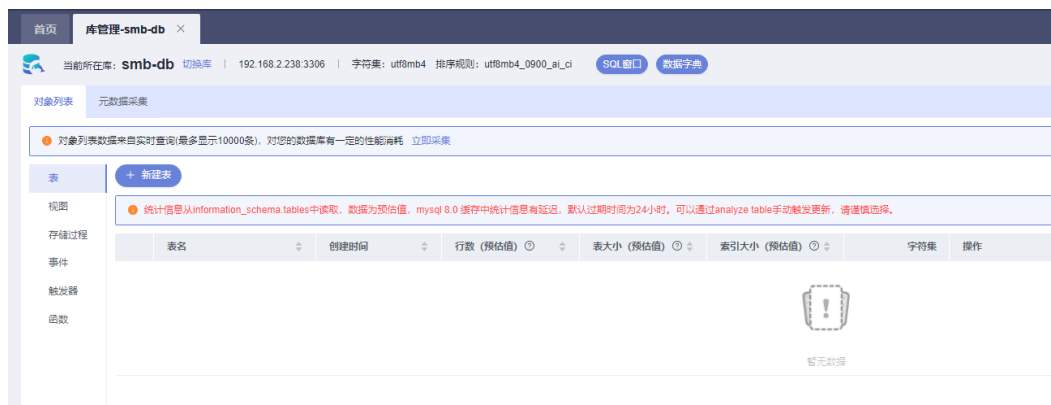 首页 库管理-smb-db ×
当前所在库: smb-db 切换库 | 192.168.2.238:3306 | 字符集: utf8mb4 排序规则: utf8mb4_0900_ai_ci SQL窗口 数据字典
对象列表 元数据采集
对象列表数据来自实时查询(最多显示10000条), 对您的数据库有一定的性能消耗 立即采集
表
视图
存储过程
事件
触发器
函数
+ 新建表
统计信息从information_schema.tables中读取, 数据为预估值, mysql 8.0 缓存中统计信息有延迟, 默认过期时间为24小时。可以通过analyze table手动触发更新, 请谨慎选择。
表名 创建时间 行数 (预估值) 表大小 (预估值) 索引大小 (预估值) 字符集 操作
暂无数据